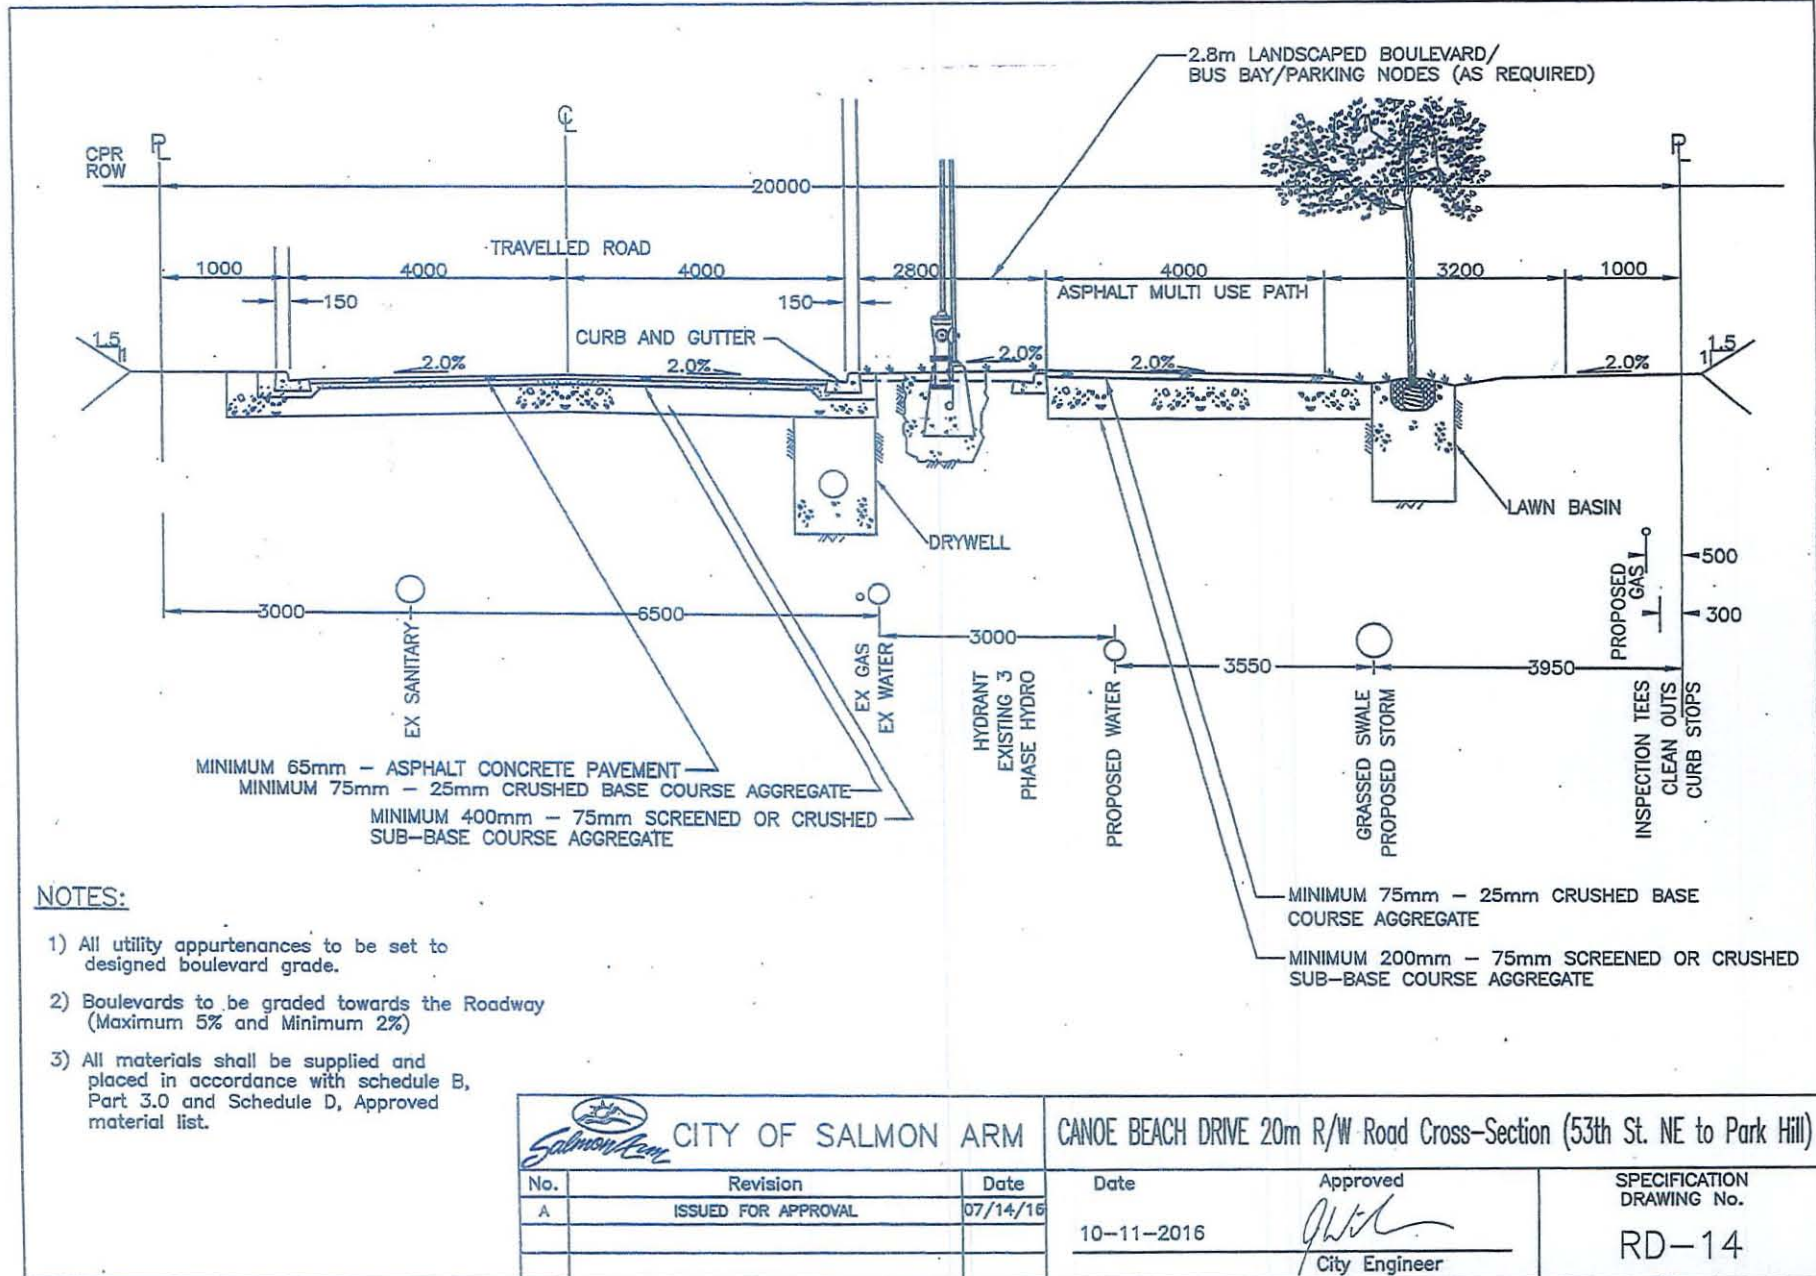 2.8m LANDSCAPED BOULEVARD/
BUS BAY/PARKING NODES (AS REQUIRED)
CPR
ROW
PL
CL
PL
20000
TRAVELLED ROAD
1000
4000
4000
2800
4000
3200
1000
150
150
ASPHALT MULTI USE PATH
CURB AND GUTTER
1.5
1
2.0%
2.0%
2.0%
2.0%
2.0%
1.5
1
LAWN BASIN
DRYWELL
PROPOSED
GAS
500
300
3000
6500
3000
3550
3950
EX SANITARY
EX GAS
EX WATER
HYDRANT
EXISTING 3
PHASE HYDRO
PROPOSED WATER
GRASSED SWALE
PROPOSED STORM
INSPECTION TEES
CLEAN OUTS
CURB STOPS
MINIMUM 65mm - ASPHALT CONCRETE PAVEMENT
MINIMUM 75mm - 25mm CRUSHED BASE COURSE AGGREGATE
MINIMUM 400mm - 75mm SCREENED OR CRUSHED
SUB-BASE COURSE AGGREGATE
MINIMUM 75mm - 25mm CRUSHED BASE
COURSE AGGREGATE
MINIMUM 200mm - 75mm SCREENED OR CRUSHED
SUB-BASE COURSE AGGREGATE
NOTES:
1) All utility appurtenances to be set to
designed boulevard grade.
2) Boulevards to be graded towards the Roadway
(Maximum 5% and Minimum 2%)
3) All materials shall be supplied and
placed in accordance with schedule B,
Part 3.0 and Schedule D, Approved
material list.
Salmon Arm
CITY OF SALMON ARM
CANOE BEACH DRIVE 20m R/W Road Cross-Section (53th St. NE to Park Hill)
No.
Revision
Date
A
ISSUED FOR APPROVAL
07/14/16
Date
Approved
10-11-2016
City Engineer
SPECIFICATION
DRAWING No.
RD-14